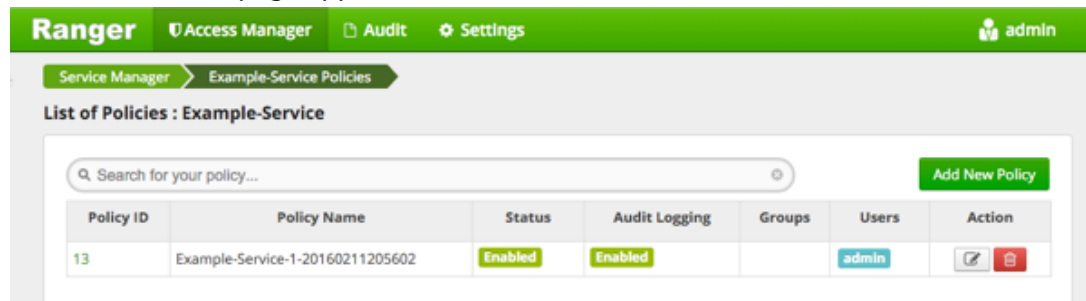 Ranger Access Manager Audit Settings admin
Service Manager Example-Service Policies
List of Policies : Example-Service
Search for your policy... Add New Policy
Policy ID Policy Name Status Audit Logging Groups Users Action
13 Example-Service-1-20160211205602 Enabled Enabled admin